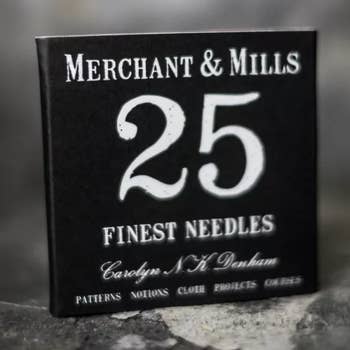 MERCHANT & MILLS
25
FINEST NEEDLES
Carolyn N.K. Denham
PATTERNS NOTIONS CLOTH PROJECTS COURSES